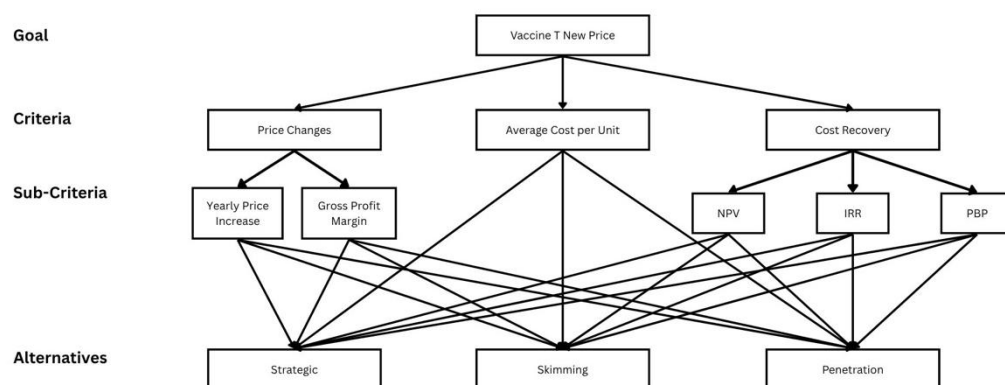 Goal
Vaccine T New Price
Criteria
Price Changes
Average Cost per Unit
Cost Recovery
Sub-Criteria
Yearly Price
Increase
Gross Profit
Margin
NPV
IRR
PBP
Alternatives
Strategic
Skimming
Penetration